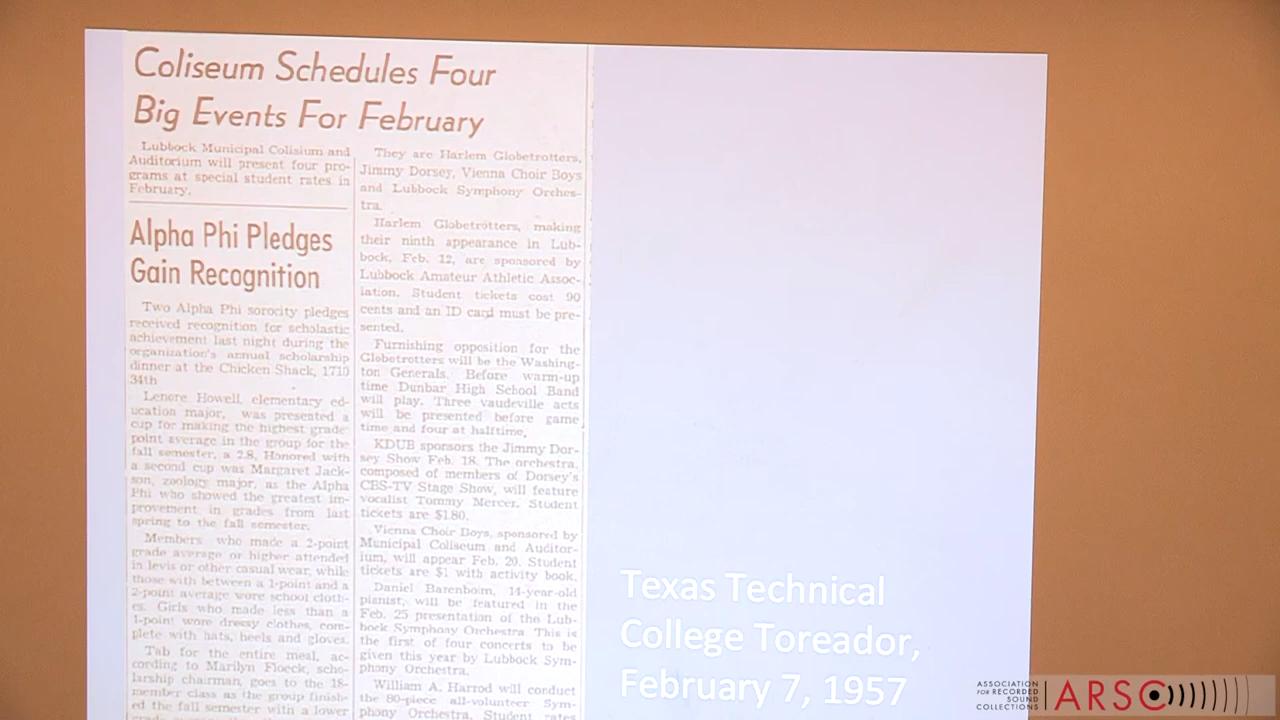 Coliseum Schedules Four
Big Events For February
Lubbock Municipal Colisium and
Auditorium will present four pro-
grams at special student rates in
February.
Alpha Phi Pledges
Gain Recognition
Two Alpha Phi sorority pledges
received recognition for scholastic
achievement last night during the
organization's annual scholarship
dinner at the Chicken Shack, 1710
34th
Lenore Howell, elementary ed-
ucation major, was presented a
cup for making the highest grade
point average in the group for the
fall semester, a 2.8. Honored with
a second cup was Margaret Jack-
son, zoology major, as the Alpha
Phi who showed the greatest im-
provement in grades from last
spring to the fall semester.
Members who made a 2-point
grade average or higher attended
in levis or other casual wear, while
those with between a 1-point and a
2-point average wore school cloth-
es. Girls who made less than a
1-point wore dressy clothes, com-
plete with hats, heels and gloves.
Tab for the entire meal, ac-
cording to Marilyn Floeck, scho-
larship chairman, goes to the 18-
member class as the group finish-
ed the fall semester with a lower
They are Harlem Globetrotters,
Jimmy Dorsey, Vienna Choir Boys
and Lubbock Symphony Orches-
tra.
Harlem Globetrotters, making
their ninth appearance in Lub-
bock, Feb. 12, are sponsored by
Lubbock Amateur Athletic Assoc-
iation. Student tickets cost 90
cents and an ID card must be pre-
sented.
Furnishing opposition for the
Globetrotters will be the Washing-
ton Generals. Before warm-up
time Dunbar High School Band
will play. Three vaudeville acts
will be presented before game
time and four at halftime.
KDUB sponsors the Jimmy Dor-
sey Show Feb. 18. The orchestra,
composed of members of Dorsey's
CBS-TV Stage Show, will feature
vocalist Tommy Mercer. Student
tickets are $1.80.
Vienna Choir Boys, sponsored by
Municipal Coliseum and Auditor-
ium, will appear Feb. 20. Student
tickets are $1 with activity book.
Daniel Barenboim, 14-year-old
pianist, will be featured in the
Feb. 25 presentation of the Lub-
bock Symphony Orchestra. This is
the first of four concerts to be
given this year by Lubbock Sym-
phony Orchestra.
William A. Harrod will conduct
the 80-piece all-volunteer Sym-
phony Orchestra. Student rates
Texas Technical
College Toreador,
February 7, 1957
ASSOCIATION
FOR RECORDED
SOUND
COLLECTIONS
ARSC